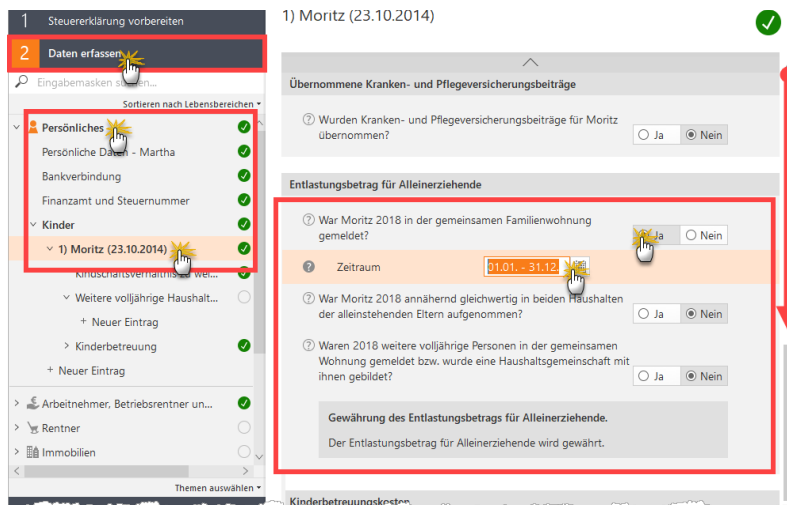 1 Steuererklärung vorbereiten
2 Daten erfassen
Eingabemasken suchen...
Sortieren nach Lebensbereichen
Persönliches
Persönliche Daten - Martha
Bankverbindung
Finanzamt und Steuernummer
Kinder
1) Moritz (23.10.2014)
Kindschaftsverhältnis zu wei...
Weitere volljährige Haushalt...
+ Neuer Eintrag
Kinderbetreuung
+ Neuer Eintrag
Arbeitnehmer, Betriebsrentner un...
Rentner
Immobilien
Themen auswählen
1) Moritz (23.10.2014)
Übernommene Kranken- und Pflegeversicherungsbeiträge
Wurden Kranken- und Pflegeversicherungsbeiträge für Moritz
übernommen? Ja Nein
Entlastungsbetrag für Alleinerziehende
War Moritz 2018 in der gemeinsamen Familienwohnung
gemeldet? Ja Nein
Zeitraum 01.01. - 31.12.
War Moritz 2018 annähernd gleichwertig in beiden Haushalten
der alleinstehenden Eltern aufgenommen? Ja Nein
Waren 2018 weitere volljährige Personen in der gemeinsamen
Wohnung gemeldet bzw. wurde eine Haushaltsgemeinschaft mit
ihnen gebildet? Ja Nein
Gewährung des Entlastungsbetrags für Alleinerziehende.
Der Entlastungsbetrag für Alleinerziehende wird gewährt.
Kinderbetreuungskosten